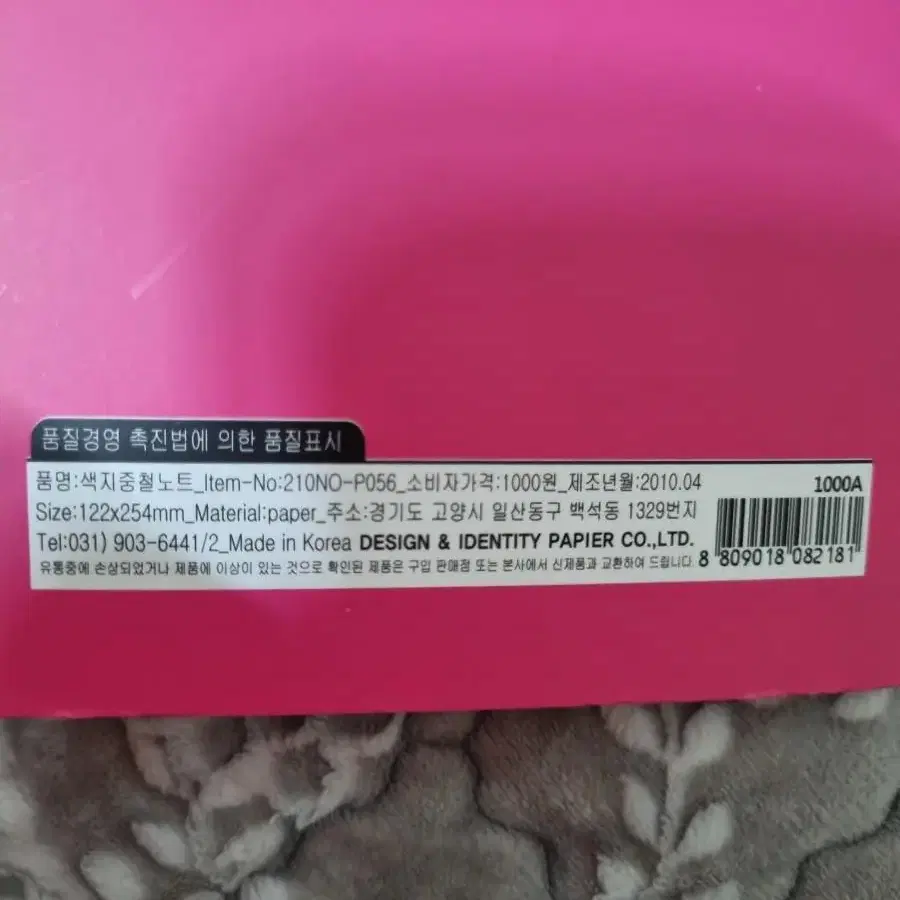 품질경영 촉진법에 의한 품질표시
품명:색지중철노트_Item-No:210NO-P056_소비자가격:1000원_제조년월:2010.04
1000A
Size:122x254mm_Material:paper_주소:경기도 고양시 일산동구 백석동 1329번지
Tel:031) 903-6441/2_Made in Korea DESIGN & IDENTITY PAPIER CO.,LTD.
8 809018 082181
유통중에 손상되었거나 제품에 이상이 있는 것으로 확인된 제품은 구입 판매점 또는 본사에서 신제품과 교환하여 드립니다.